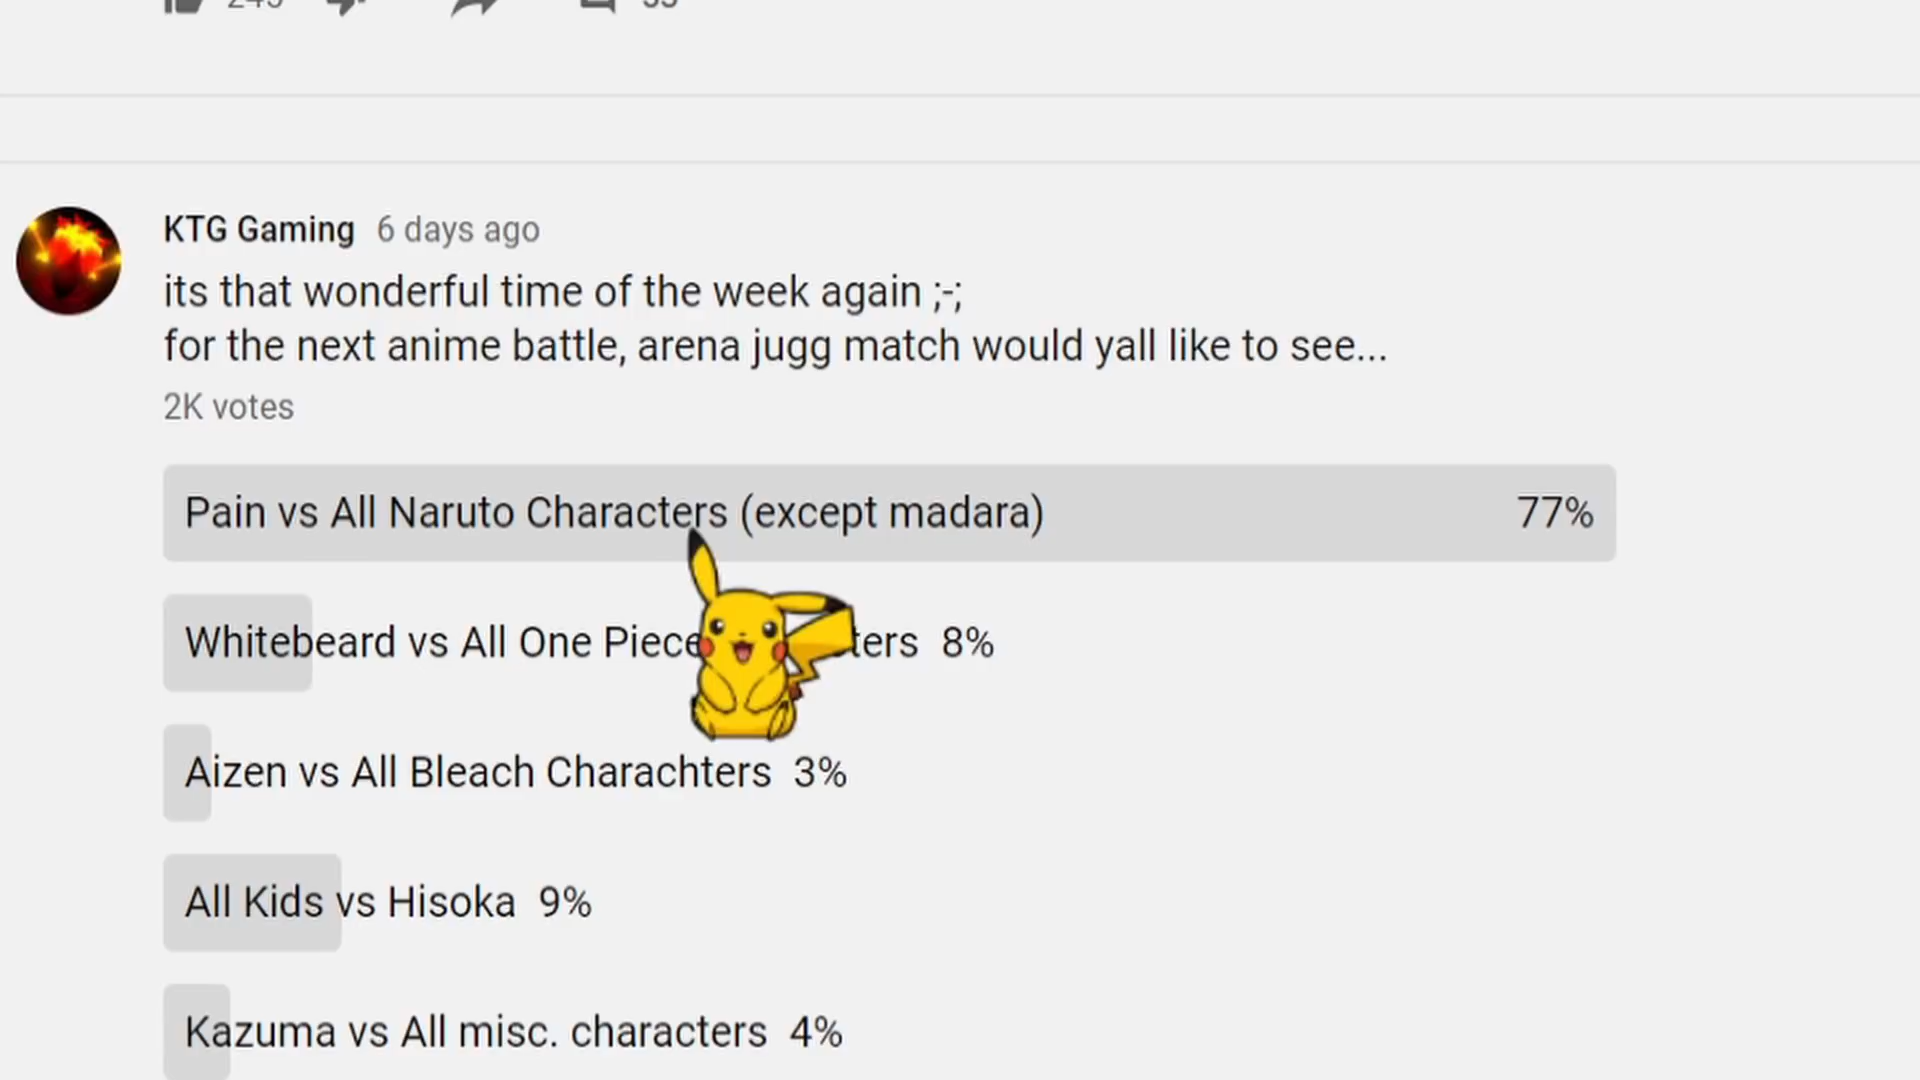 KTG Gaming 6 days ago
its that wonderful time of the week again ;-;
for the next anime battle, arena jugg match would yall like to see...
2K votes
Pain vs All Naruto Characters (except madara) 77%
Whitebeard vs All One Piece ters 8%
Aizen vs All Bleach Charachters 3%
All Kids vs Hisoka 9%
Kazuma vs All misc. characters 4%